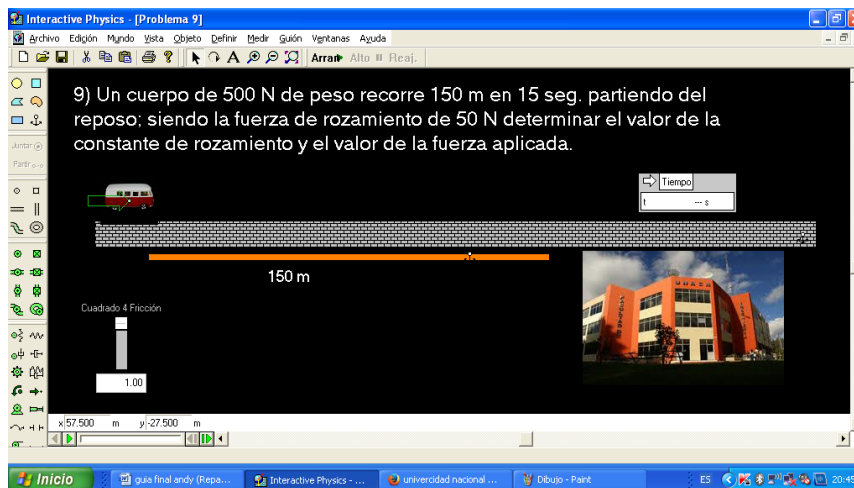 Interactive Physics - [Problema 9]
Archivo Edición Mundo Vista Objeto Definir Medir Guión Ventanas Ayuda
A Arran Alto II Reaj.
9) Un cuerpo de 500 N de peso recorre 150 m en 15 seg. partiendo del
reposo; siendo la fuerza de rozamiento de 50 N determinar el valor de la
constante de rozamiento y el valor de la fuerza aplicada.
Juntar
Partir
Tiempo
t --- s
150 m
Cuadrado 4 Fricción
1.00
x 57.500 m y -27.500 m
Inicio guia final andy (Repa... Interactive Physics - ... univercidad nacional ... Dibujo - Paint ES 20:45